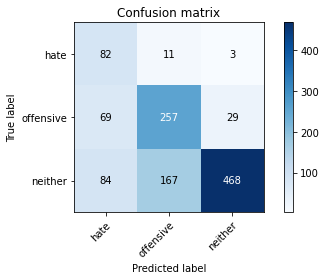 Confusion matrix
hate 82 11 3
offensive 69 257 29
neither 84 167 468
hate offensive neither
True label
Predicted label
400
300
200
100